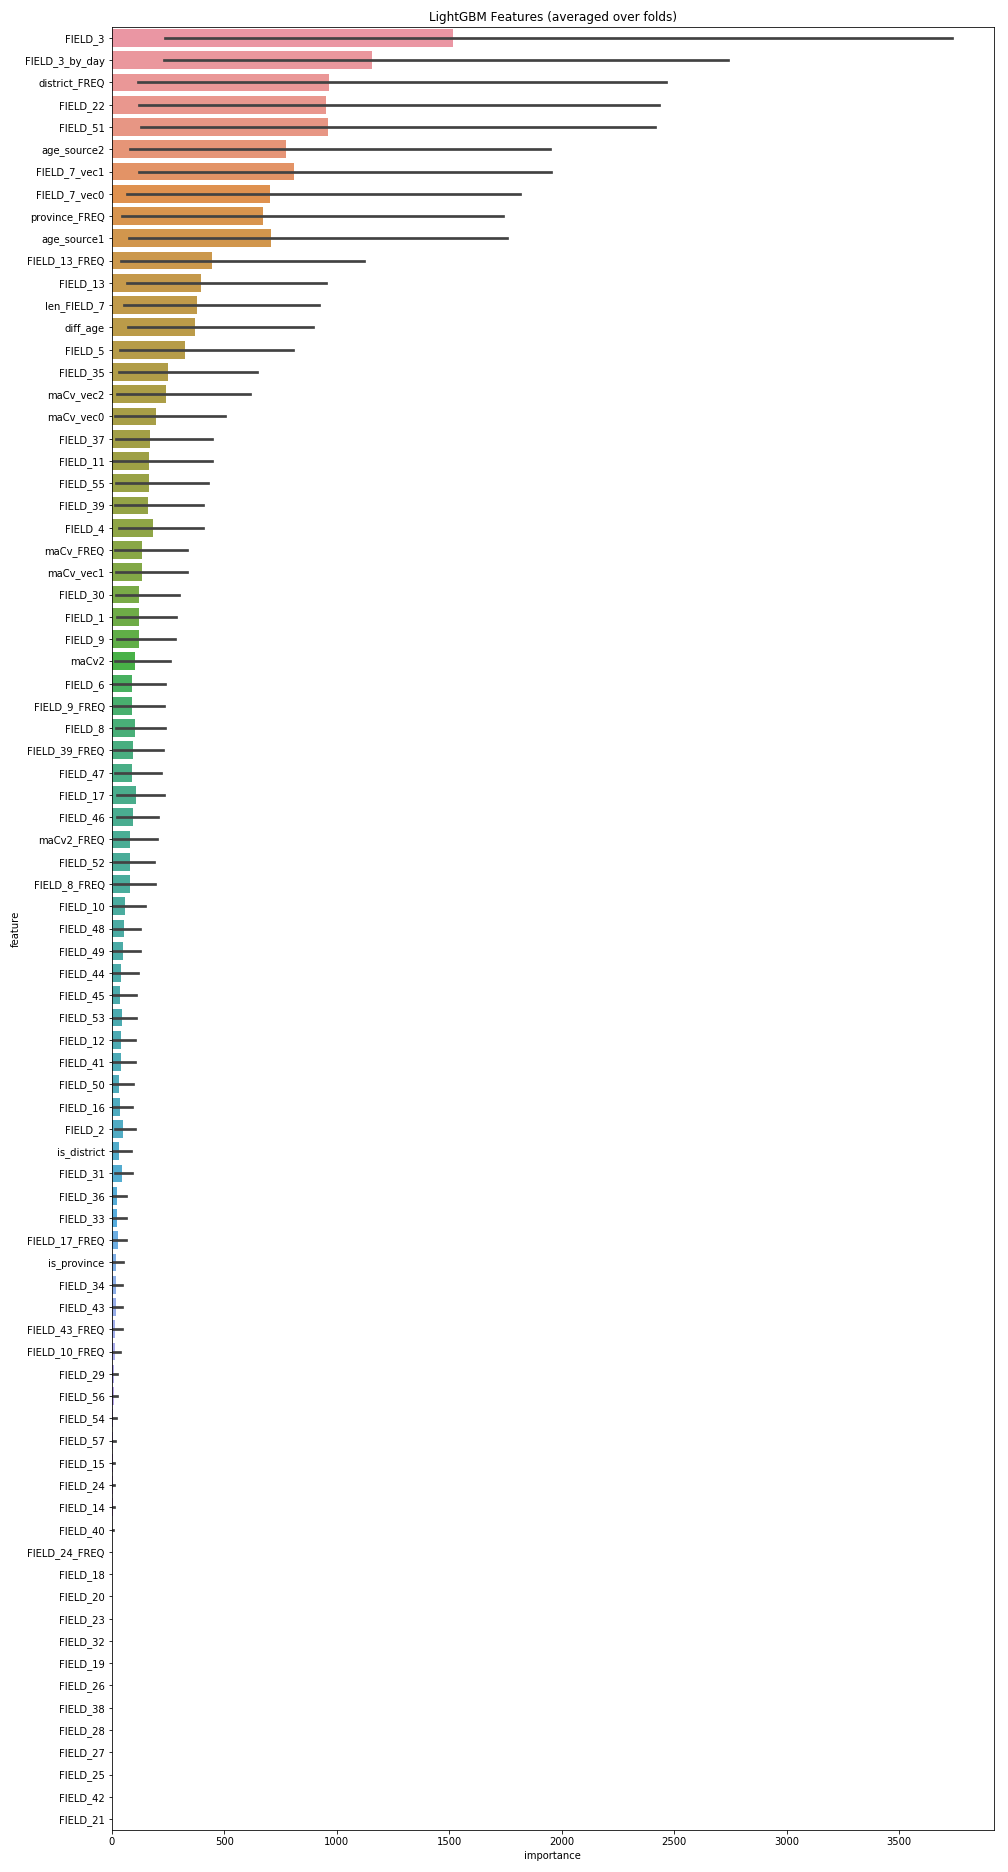 LightGBM Features (averaged over folds)
FIELD_3
FIELD_3_by_day
district_FREQ
FIELD_22
FIELD_51
age_source2
FIELD_7_vec1
FIELD_7_vec0
province_FREQ
age_source1
FIELD_13_FREQ
FIELD_13
len_FIELD_7
diff_age
FIELD_5
FIELD_35
maCv_vec2
maCv_vec0
FIELD_37
FIELD_11
FIELD_55
FIELD_39
FIELD_4
maCv_FREQ
maCv_vec1
FIELD_30
FIELD_1
FIELD_9
maCv2
FIELD_6
FIELD_9_FREQ
FIELD_8
FIELD_39_FREQ
FIELD_47
FIELD_17
FIELD_46
maCv2_FREQ
FIELD_52
FIELD_8_FREQ
FIELD_10
FIELD_48
FIELD_49
FIELD_44
FIELD_45
FIELD_53
FIELD_12
FIELD_41
FIELD_50
FIELD_16
FIELD_2
is_district
FIELD_31
FIELD_36
FIELD_33
FIELD_17_FREQ
is_province
FIELD_34
FIELD_43
FIELD_43_FREQ
FIELD_10_FREQ
FIELD_29
FIELD_56
FIELD_54
FIELD_57
FIELD_15
FIELD_24
FIELD_14
FIELD_40
FIELD_24_FREQ
FIELD_18
FIELD_20
FIELD_23
FIELD_32
FIELD_19
FIELD_26
FIELD_38
FIELD_28
FIELD_27
FIELD_25
FIELD_42
FIELD_21
feature
0 500 1000 1500 2000 2500 3000 3500
importance